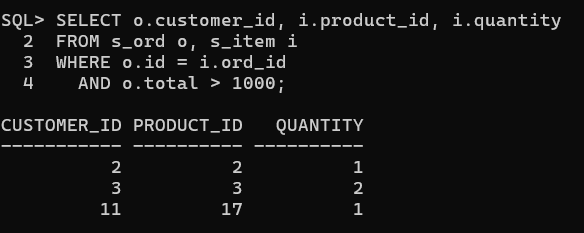 SQL> SELECT o.customer_id, i.product_id, i.quantity
  2  FROM s_ord o, s_item i
  3  WHERE o.id = i.ord_id
  4    AND o.total > 1000;

CUSTOMER_ID PRODUCT_ID   QUANTITY
----------- ---------- ----------
          2          2          1
          3          3          2
         11         17          1